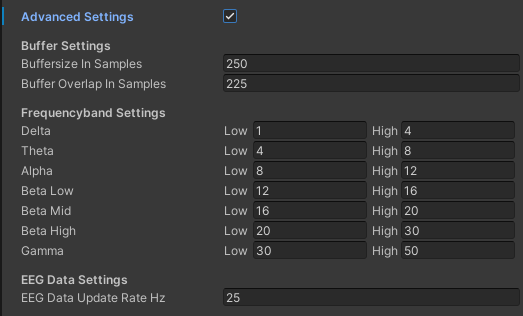 Advanced Settings
Buffer Settings
Buffersize In Samples 250
Buffer Overlap In Samples 225
Frequencyband Settings
Delta Low 1 High 4
Theta Low 4 High 8
Alpha Low 8 High 12
Beta Low Low 12 High 16
Beta Mid Low 16 High 20
Beta High Low 20 High 30
Gamma Low 30 High 50
EEG Data Settings
EEG Data Update Rate Hz 25